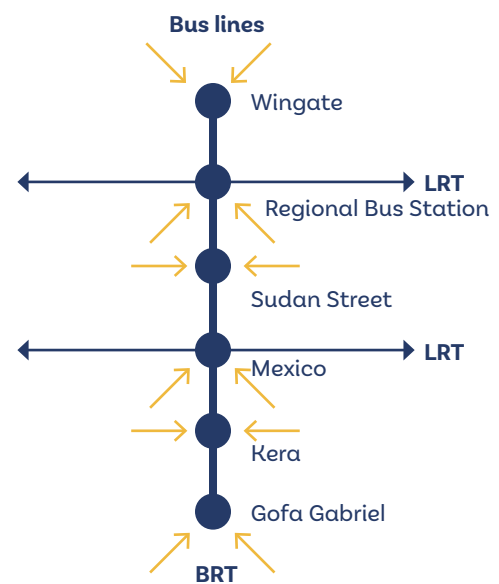 Bus lines
Wingate
LRT
Regional Bus Station
Sudan Street
LRT
Mexico
Kera
Gofa Gabriel
BRT